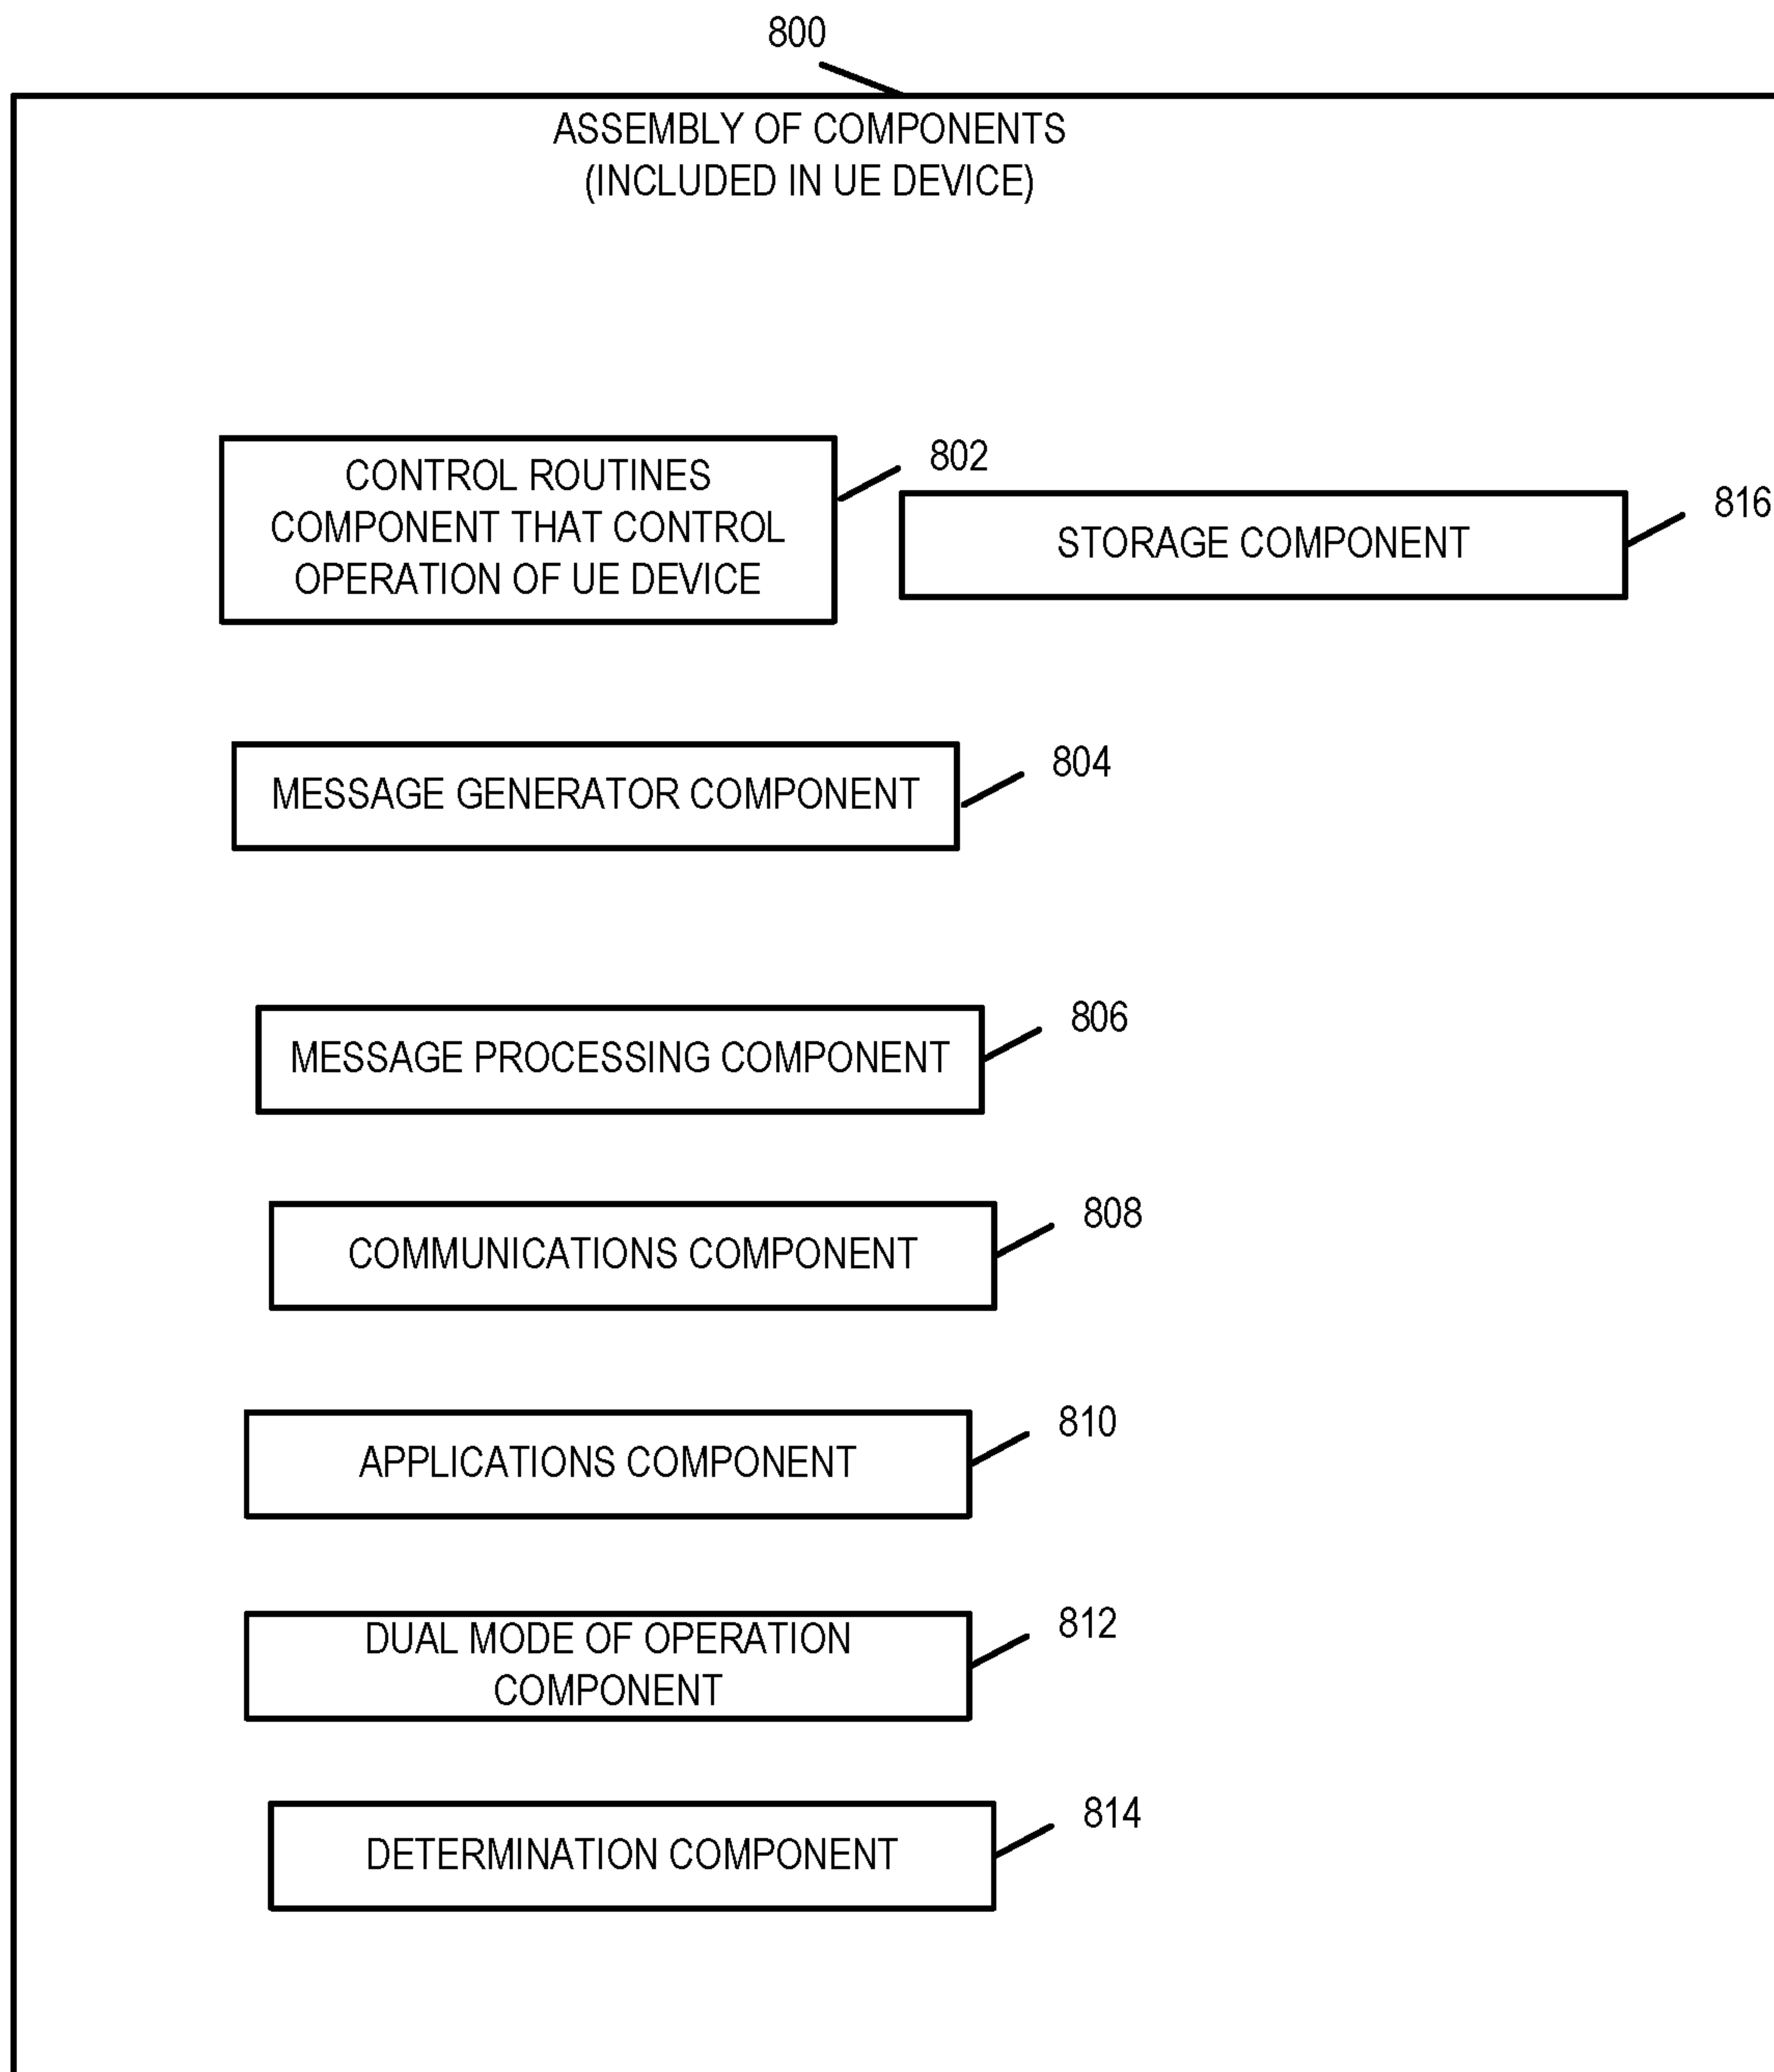 800
ASSEMBLY OF COMPONENTS
(INCLUDED IN UE DEVICE)
CONTROL ROUTINES
COMPONENT THAT CONTROL
OPERATION OF UE DEVICE
802
STORAGE COMPONENT
816
MESSAGE GENERATOR COMPONENT
804
MESSAGE PROCESSING COMPONENT
806
COMMUNICATIONS COMPONENT
808
APPLICATIONS COMPONENT
810
DUAL MODE OF OPERATION
COMPONENT
812
DETERMINATION COMPONENT
814